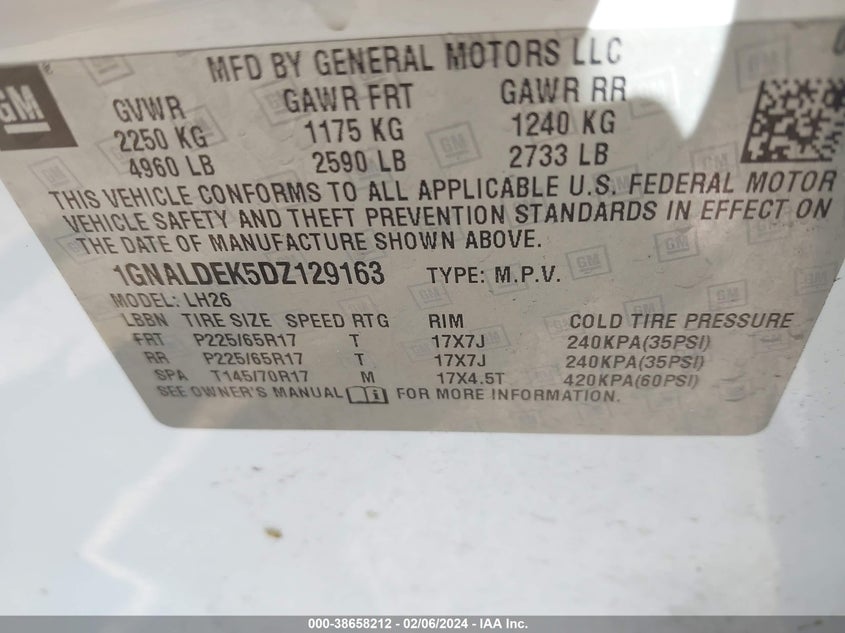 MFD BY GENERAL MOTORS LLC
GM
GVWR GAWR FRT GAWR RR
2250 KG 1175 KG 1240 KG
4960 LB 2590 LB 2733 LB
THIS VEHICLE CONFORMS TO ALL APPLICABLE U.S. FEDERAL MOTOR
VEHICLE SAFETY AND THEFT PREVENTION STANDARDS IN EFFECT ON
THE DATE OF MANUFACTURE SHOWN ABOVE.
1GNALDEK5DZ129163 TYPE: M.P.V.
MODEL: LH26
LBBN TIRE SIZE SPEED RTG RIM COLD TIRE PRESSURE
FRT P225/65R17 T 17X7J 240KPA(35PSI)
RR P225/65R17 T 17X7J 240KPA(35PSI)
SPA T145/70R17 M 17X4.5T 420KPA(60PSI)
SEE OWNER'S MANUAL FOR MORE INFORMATION.
000-38658212 - 02/06/2024 - IAA Inc.